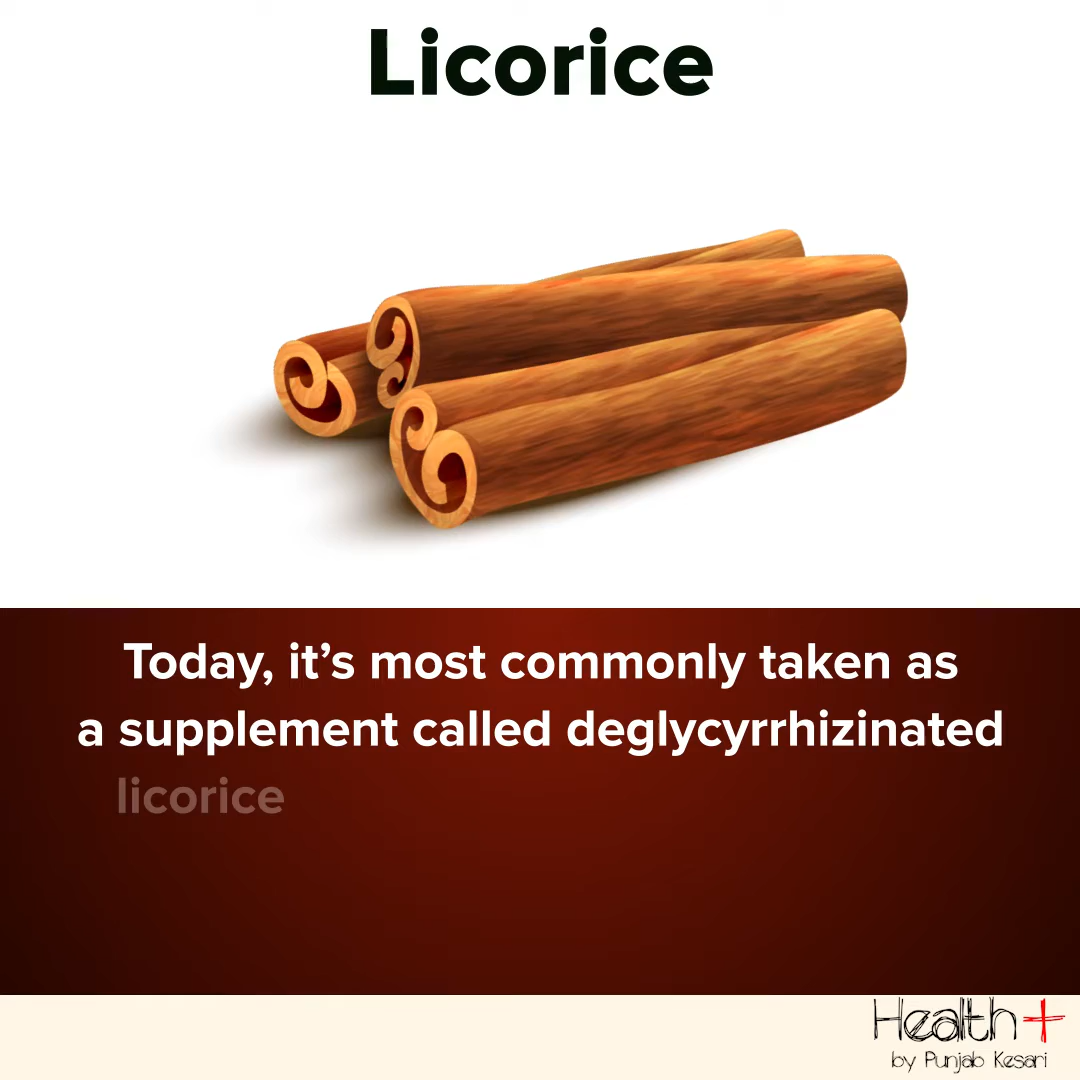 Licorice
Today, it’s most commonly taken as
a supplement called deglycyrrhizinated
licorice
Health+
by Punjab Kesari